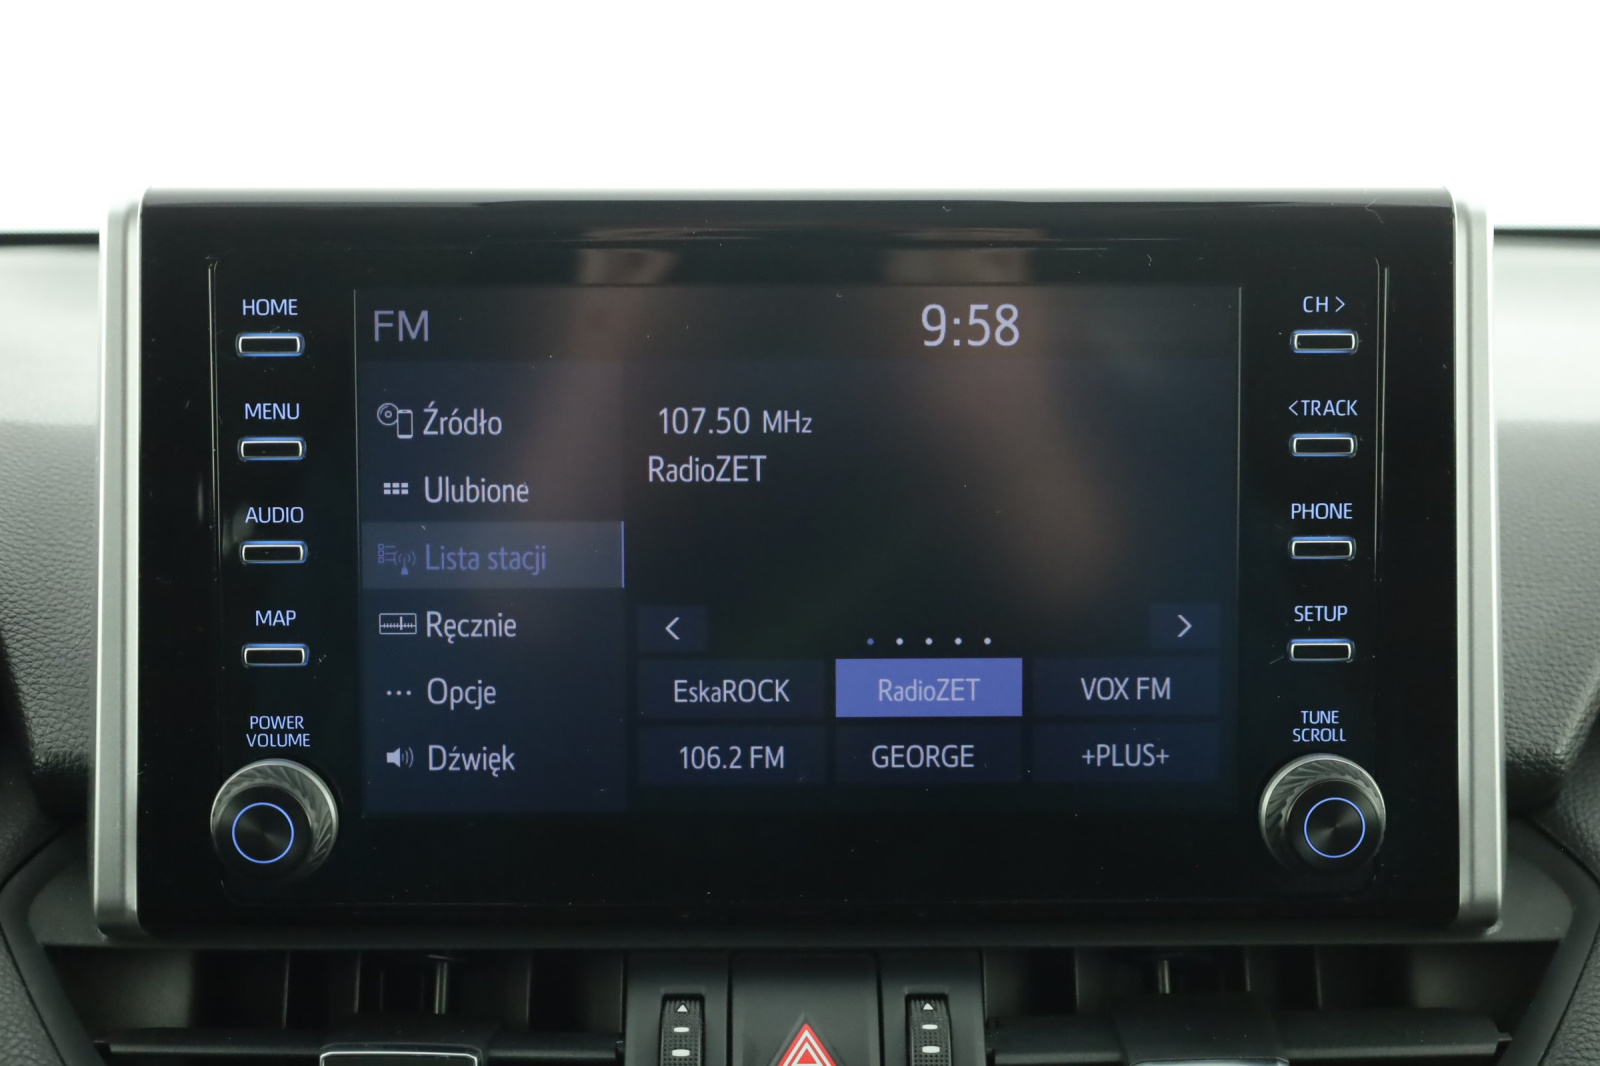 HOME
MENU
AUDIO
MAP
POWER
VOLUME
FM
9:58
Źródło
Ulubione
Lista stacji
Ręcznie
Opcje
Dźwięk
107.50 MHz
RadioZET
EskaROCK
RadioZET
VOX FM
106.2 FM
GEORGE
+PLUS+
CH >
<TRACK
PHONE
SETUP
TUNE
SCROLL